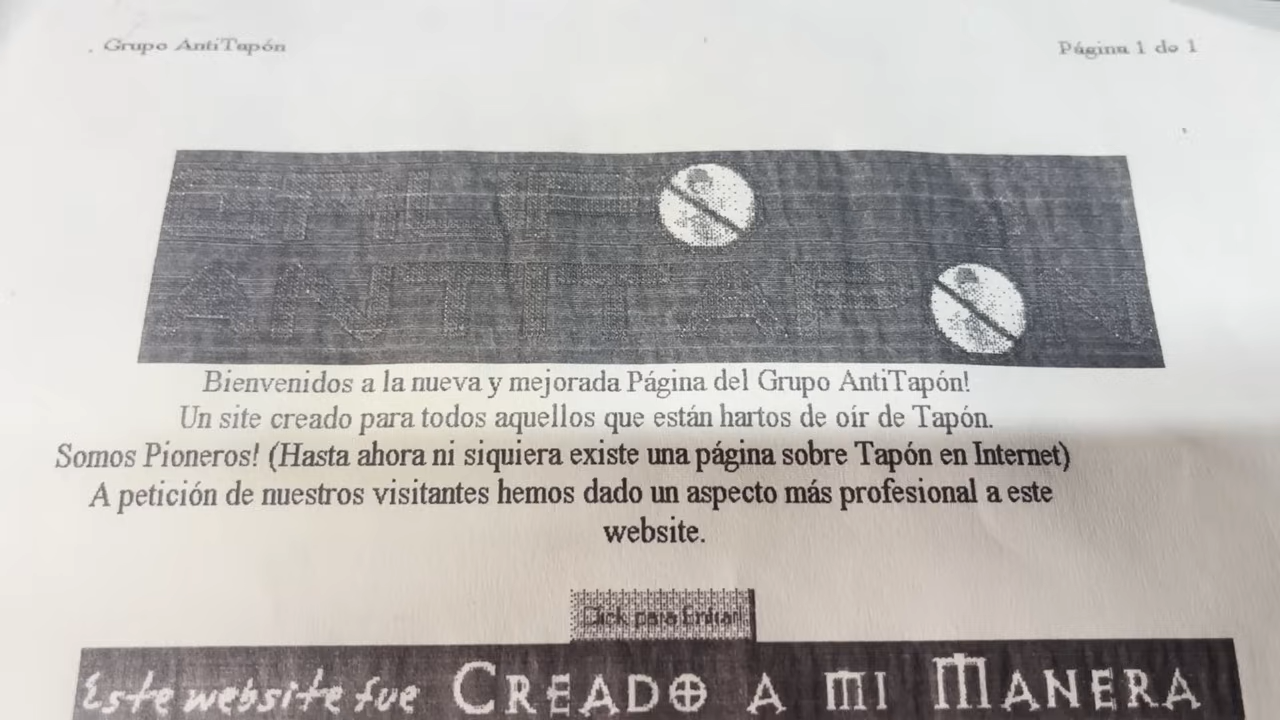 . Grupo AntiTapón
Página 1 de 1
GRUP
ANTITAP N
Bienvenidos a la nueva y mejorada Página del Grupo AntiTapón!
Un site creado para todos aquellos que están hartos de oír de Tapón.
Somos Pioneros! (Hasta ahora ni siquiera existe una página sobre Tapón en Internet)
A petición de nuestros visitantes hemos dado un aspecto más profesional a este
website.
Click para Entrar!
Este website fue CREADO A MI MANERA